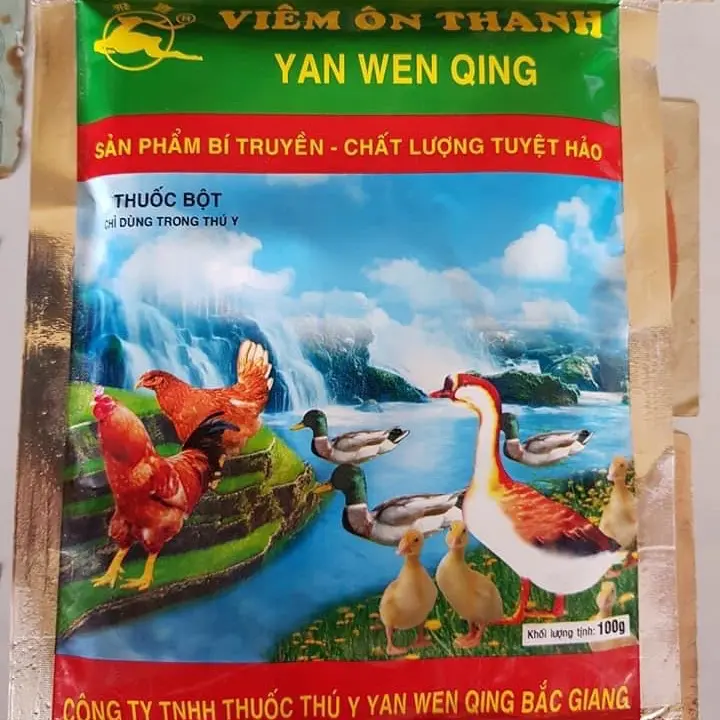 VIÊM ÔN THANH
YAN WEN QING
SẢN PHẨM BÍ TRUYỀN - CHẤT LƯỢNG TUYỆT HẢO
THUỐC BỘT
CHỈ DÙNG TRONG THÚ Y
Khối lượng tịnh: 100g
CÔNG TY TNHH THUỐC THÚ Y YAN WEN QING BẮC GIANG